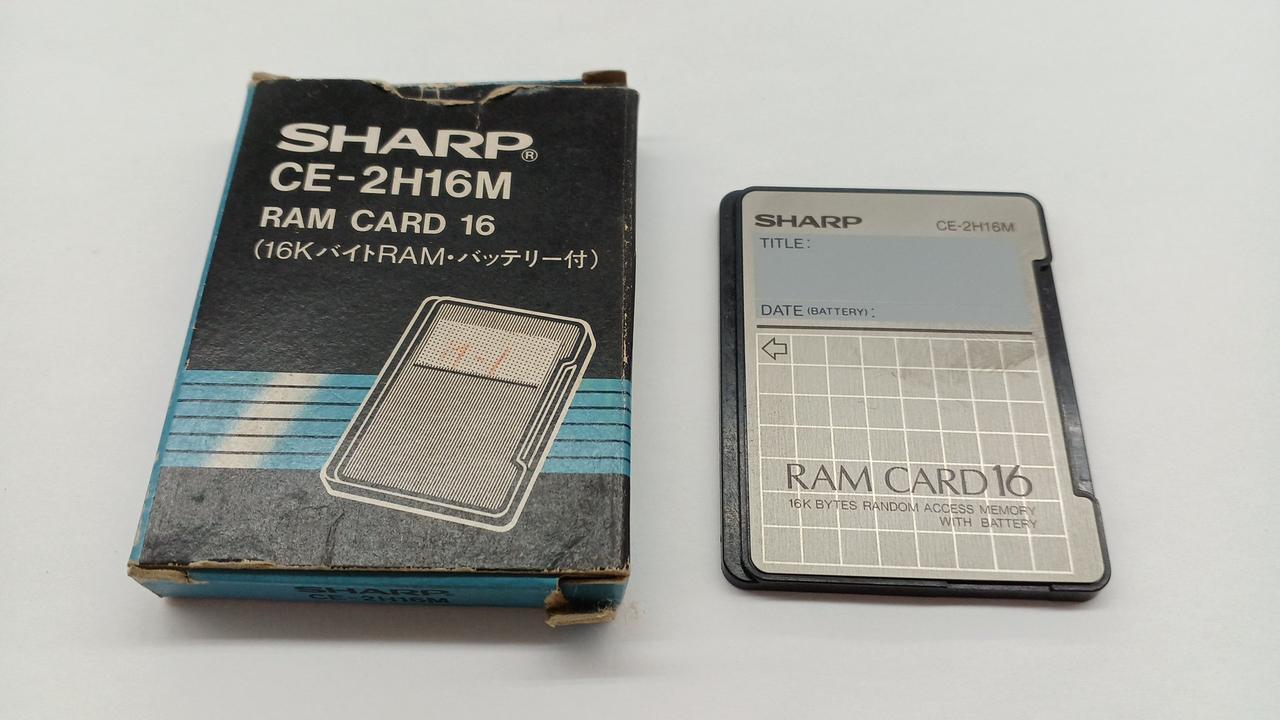 SHARP®
CE-2H16M
RAM CARD 16
(16KバイトRAM・バッテリー付)
SHARP
CE-2H16M
SHARP CE-2H16M
TITLE:
DATE (BATTERY):
RAM CARD 16
16K BYTES RANDOM ACCESS MEMORY
WITH BATTERY